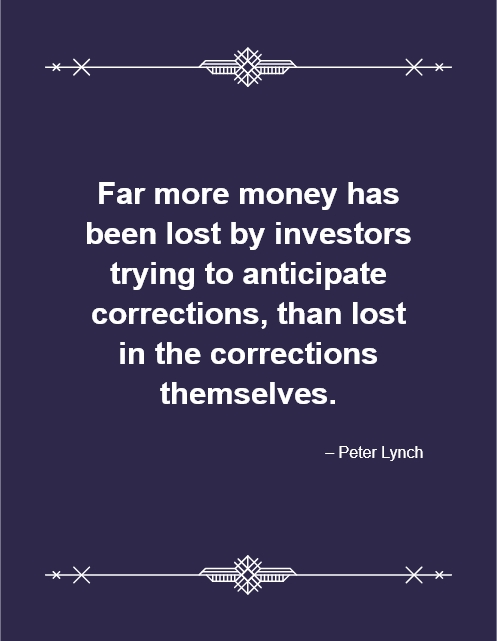 Far more money has
been lost by investors
trying to anticipate
corrections, than lost
in the corrections
themselves.
– Peter Lynch